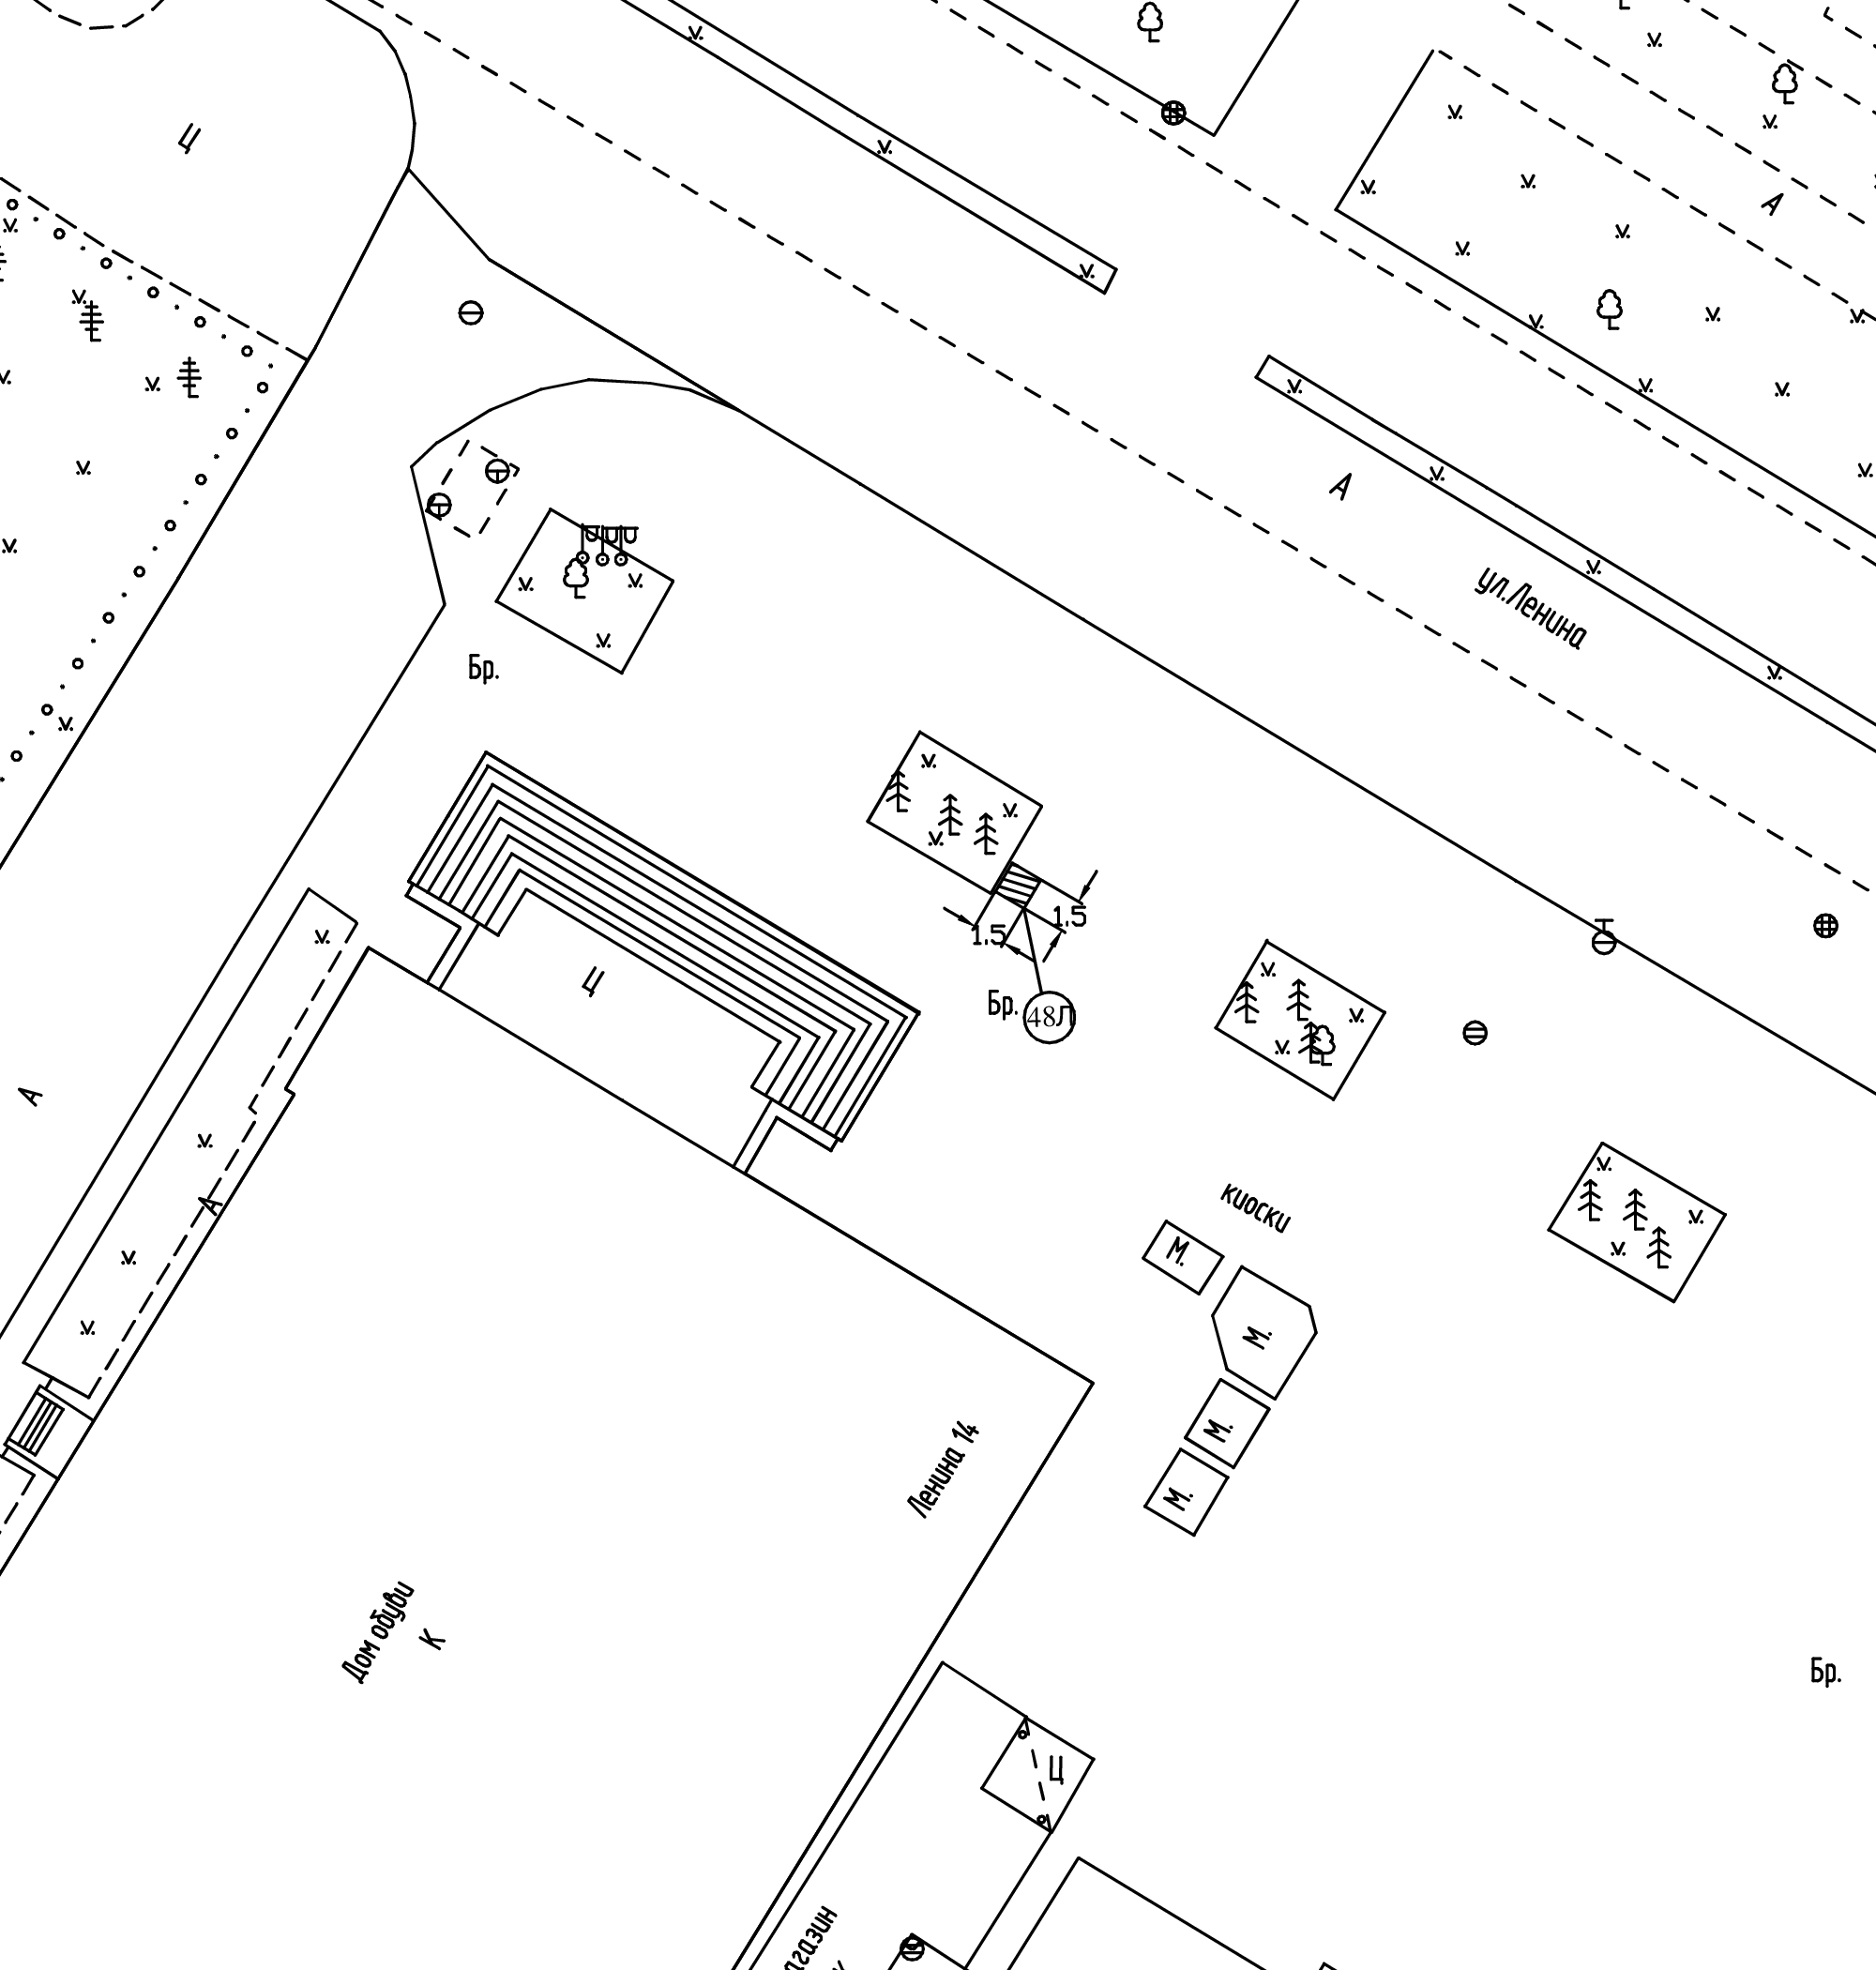 Ц
А
А
ул.Ленина
Бр.
1.5
1.5
Бр.
48Л
Ц
А
А
киоски
М.
М.
М.
М.
Ленина 14
Дом обуви
К
Бр.
Ц